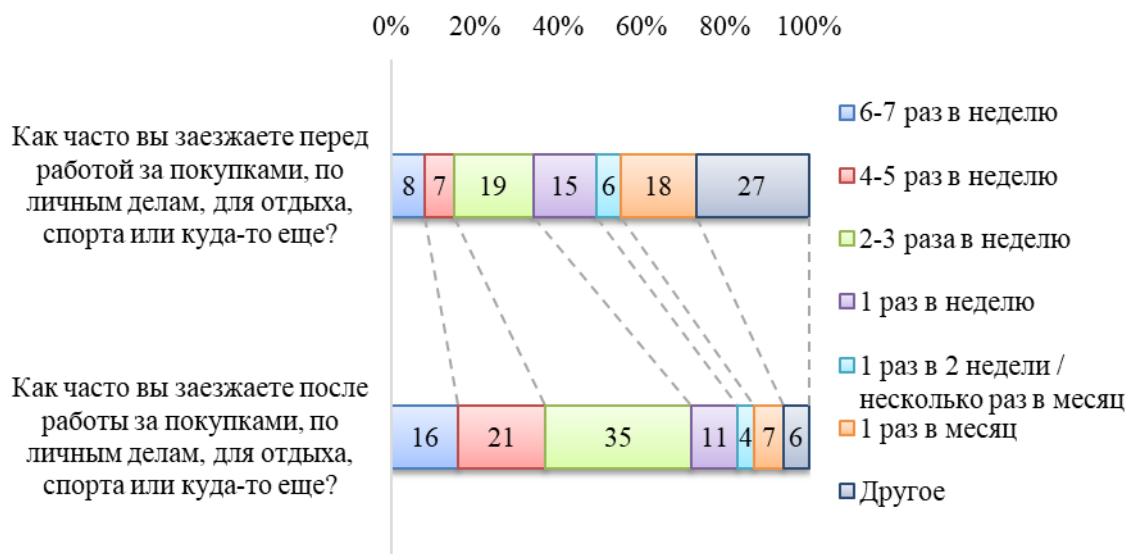 0% 20% 40% 60% 80% 100%
Как часто вы заезжаете перед
работой за покупками, по
личным делам, для отдыха,
спорта или куда-то еще?
8 7 19 15 6 18 27
Как часто вы заезжаете после
работы за покупками, по
личным делам, для отдыха,
спорта или куда-то еще?
16 21 35 11 4 7 6
6-7 раз в неделю
4-5 раз в неделю
2-3 раза в неделю
1 раз в неделю
1 раз в 2 недели /
несколько раз в месяц
1 раз в месяц
Другое